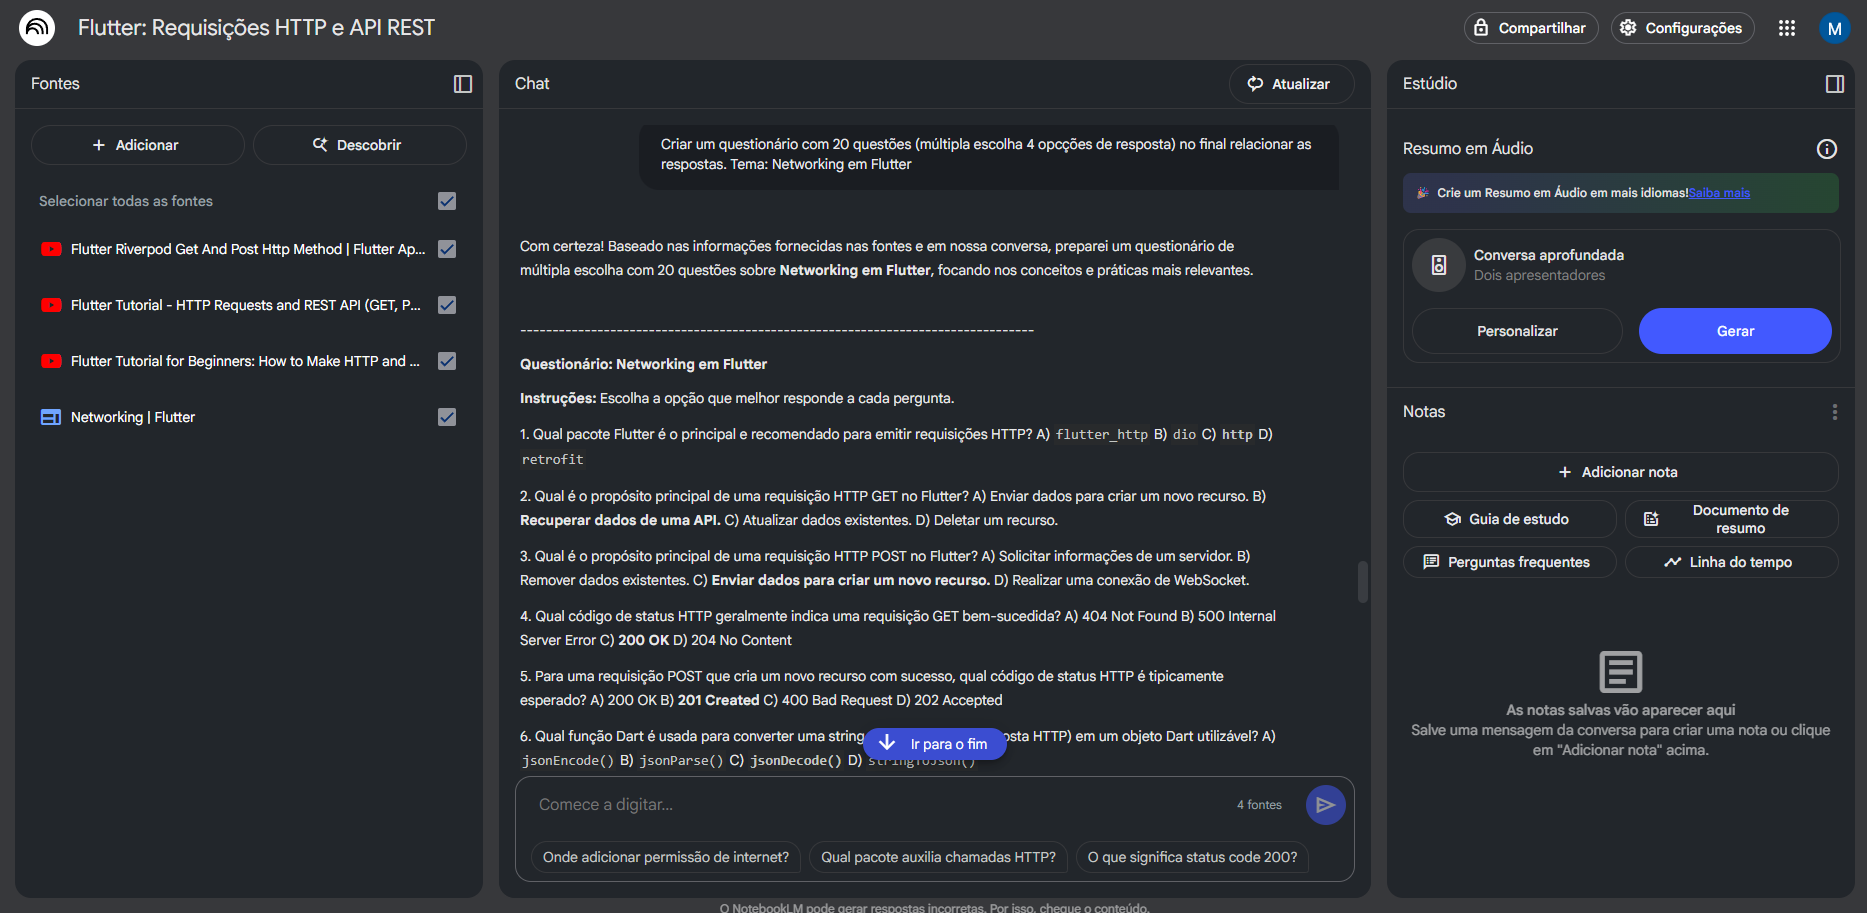 Flutter: Requisições HTTP e API REST
Compartilhar
Configurações
M
Fontes
Adicionar
Descobrir
Selecionar todas as fontes
Flutter Riverpod Get And Post Http Method | Flutter Ap...
Flutter Tutorial - HTTP Requests and REST API (GET, P...
Flutter Tutorial for Beginners: How to Make HTTP and ...
Networking | Flutter
Chat
Atualizar
Criar um questionário com 20 questões (múltipla escolha 4 opcções de resposta) no final relacionar as
respostas. Tema: Networking em Flutter
Com certeza! Baseado nas informações fornecidas nas fontes e em nossa conversa, preparei um questionário de
múltipla escolha com 20 questões sobre Networking em Flutter, focando nos conceitos e práticas mais relevantes.
--------------------------------------------------------------------------------
Questionário: Networking em Flutter
Instruções: Escolha a opção que melhor responde a cada pergunta.
1. Qual pacote Flutter é o principal e recomendado para emitir requisições HTTP? A) flutter_http B) dio C) http D)
retrofit
2. Qual é o propósito principal de uma requisição HTTP GET no Flutter? A) Enviar dados para criar um novo recurso. B)
Recuperar dados de uma API. C) Atualizar dados existentes. D) Deletar um recurso.
3. Qual é o propósito principal de uma requisição HTTP POST no Flutter? A) Solicitar informações de um servidor. B)
Remover dados existentes. C) Enviar dados para criar um novo recurso. D) Realizar uma conexão de WebSocket.
4. Qual código de status HTTP geralmente indica uma requisição GET bem-sucedida? A) 404 Not Found B) 500 Internal
Server Error C) 200 OK D) 204 No Content
5. Para uma requisição POST que cria um novo recurso com sucesso, qual código de status HTTP é tipicamente
esperado? A) 200 OK B) 201 Created C) 400 Bad Request D) 202 Accepted
6. Qual função Dart é usada para converter uma string osta HTTP) em um objeto Dart utilizável? A)
jsonEncode() B) jsonParse() C) jsonDecode() D) stringToJson()
Ir para o fim
Comece a digitar...
4 fontes
Onde adicionar permissão de internet?
Qual pacote auxilia chamadas HTTP?
O que significa status code 200?
O NotebookLM pode gerar respostas incorretas. Por isso, cheque o conteúdo.
Estúdio
Resumo em Áudio
Crie um Resumo em Áudio em mais idiomas!Saiba mais
Conversa aprofundada
Dois apresentadores
Personalizar
Gerar
Notas
Adicionar nota
Guia de estudo
Documento de
resumo
Perguntas frequentes
Linha do tempo
As notas salvas vão aparecer aqui
Salve uma mensagem da conversa para criar uma nota ou clique
em "Adicionar nota" acima.